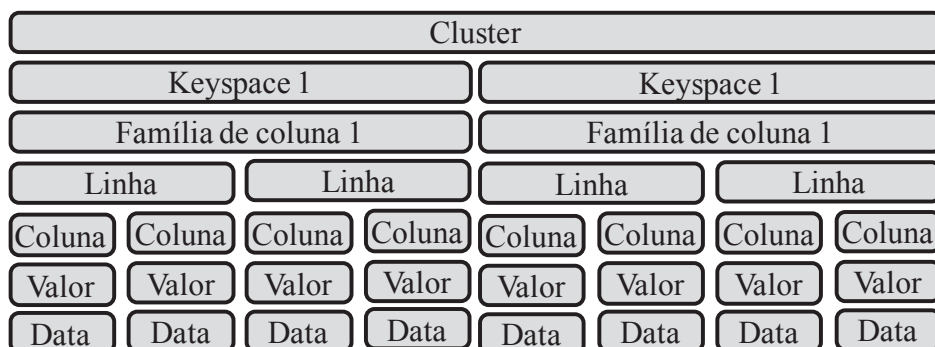 Cluster
Keyspace 1 Keyspace 1
Família de coluna 1 Família de coluna 1
Linha Linha Linha Linha
Coluna Coluna Coluna Coluna Coluna Coluna Coluna Coluna
Valor Valor Valor Valor Valor Valor Valor Valor
Data Data Data Data Data Data Data Data